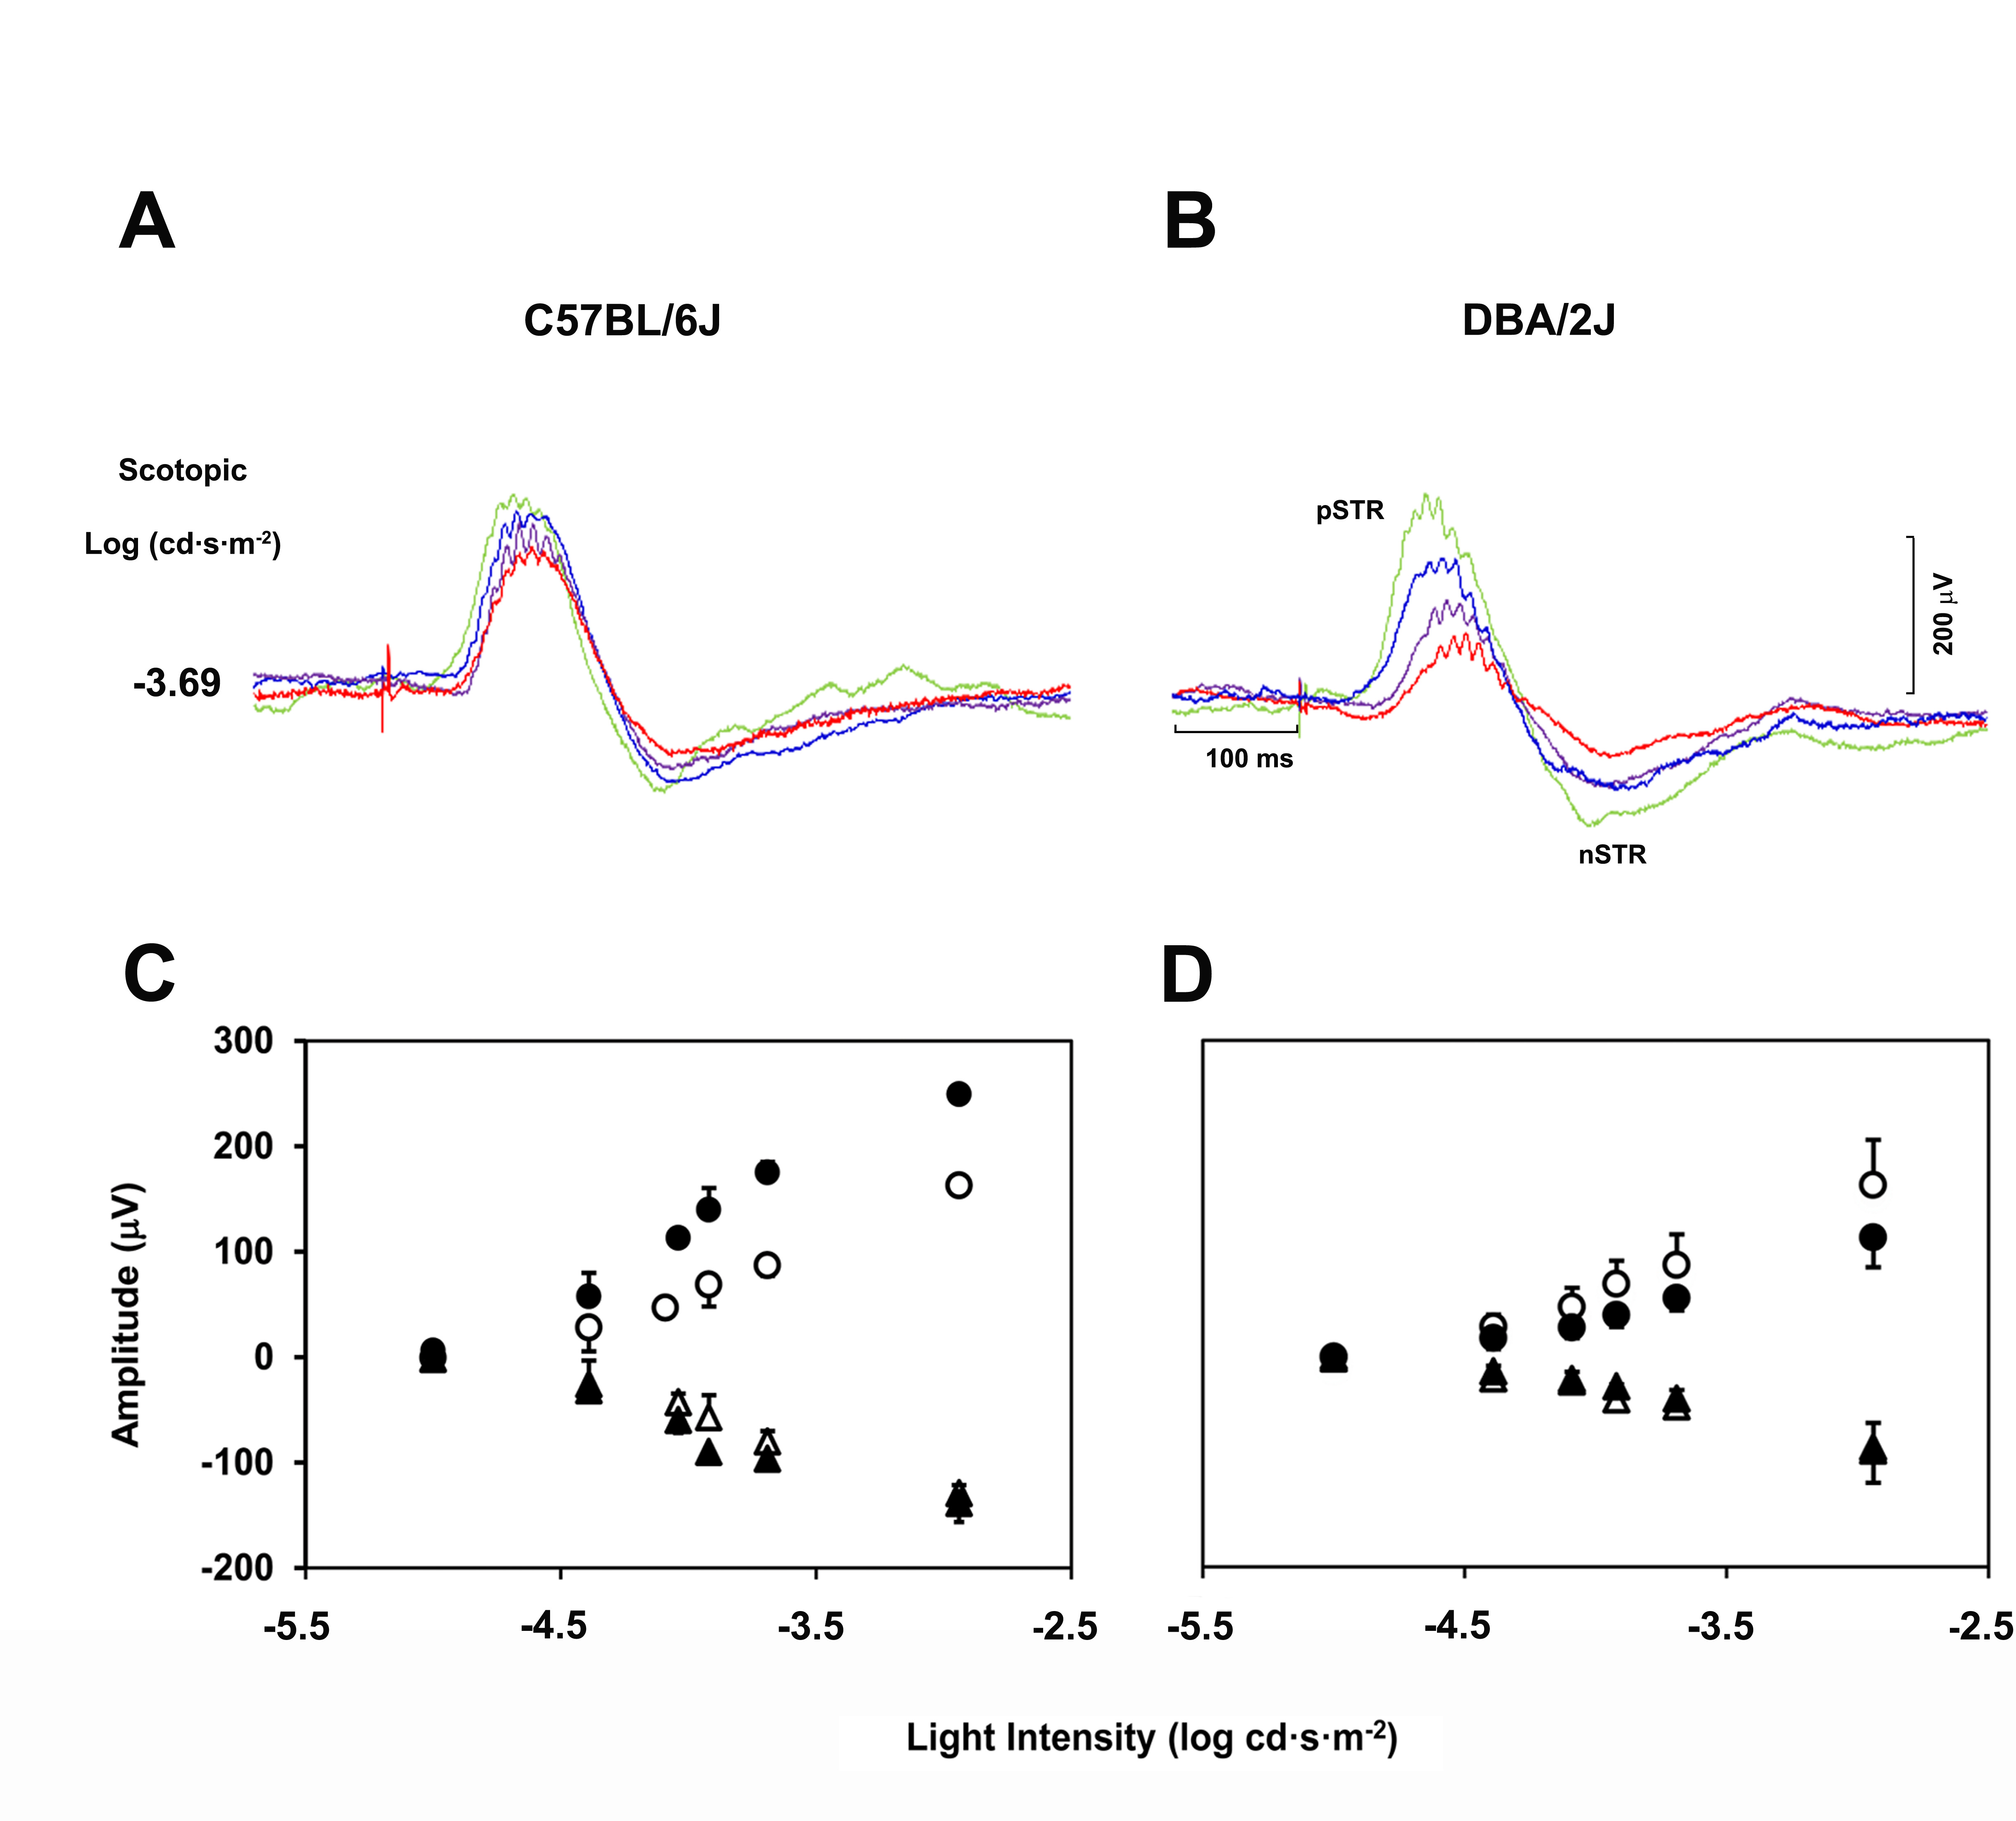 A
B
C57BL/6J
DBA/2J
Scotopic
Log (cd·s·m-2)
pSTR
200 μV
-3.69
100 ms
nSTR
C
D
300
200
100
0
-100
-200
Amplitude (μV)
-5.5
-4.5
-3.5
-2.5
-5.5
-4.5
-3.5
-2.5
Light Intensity (log cd·s·m-2)